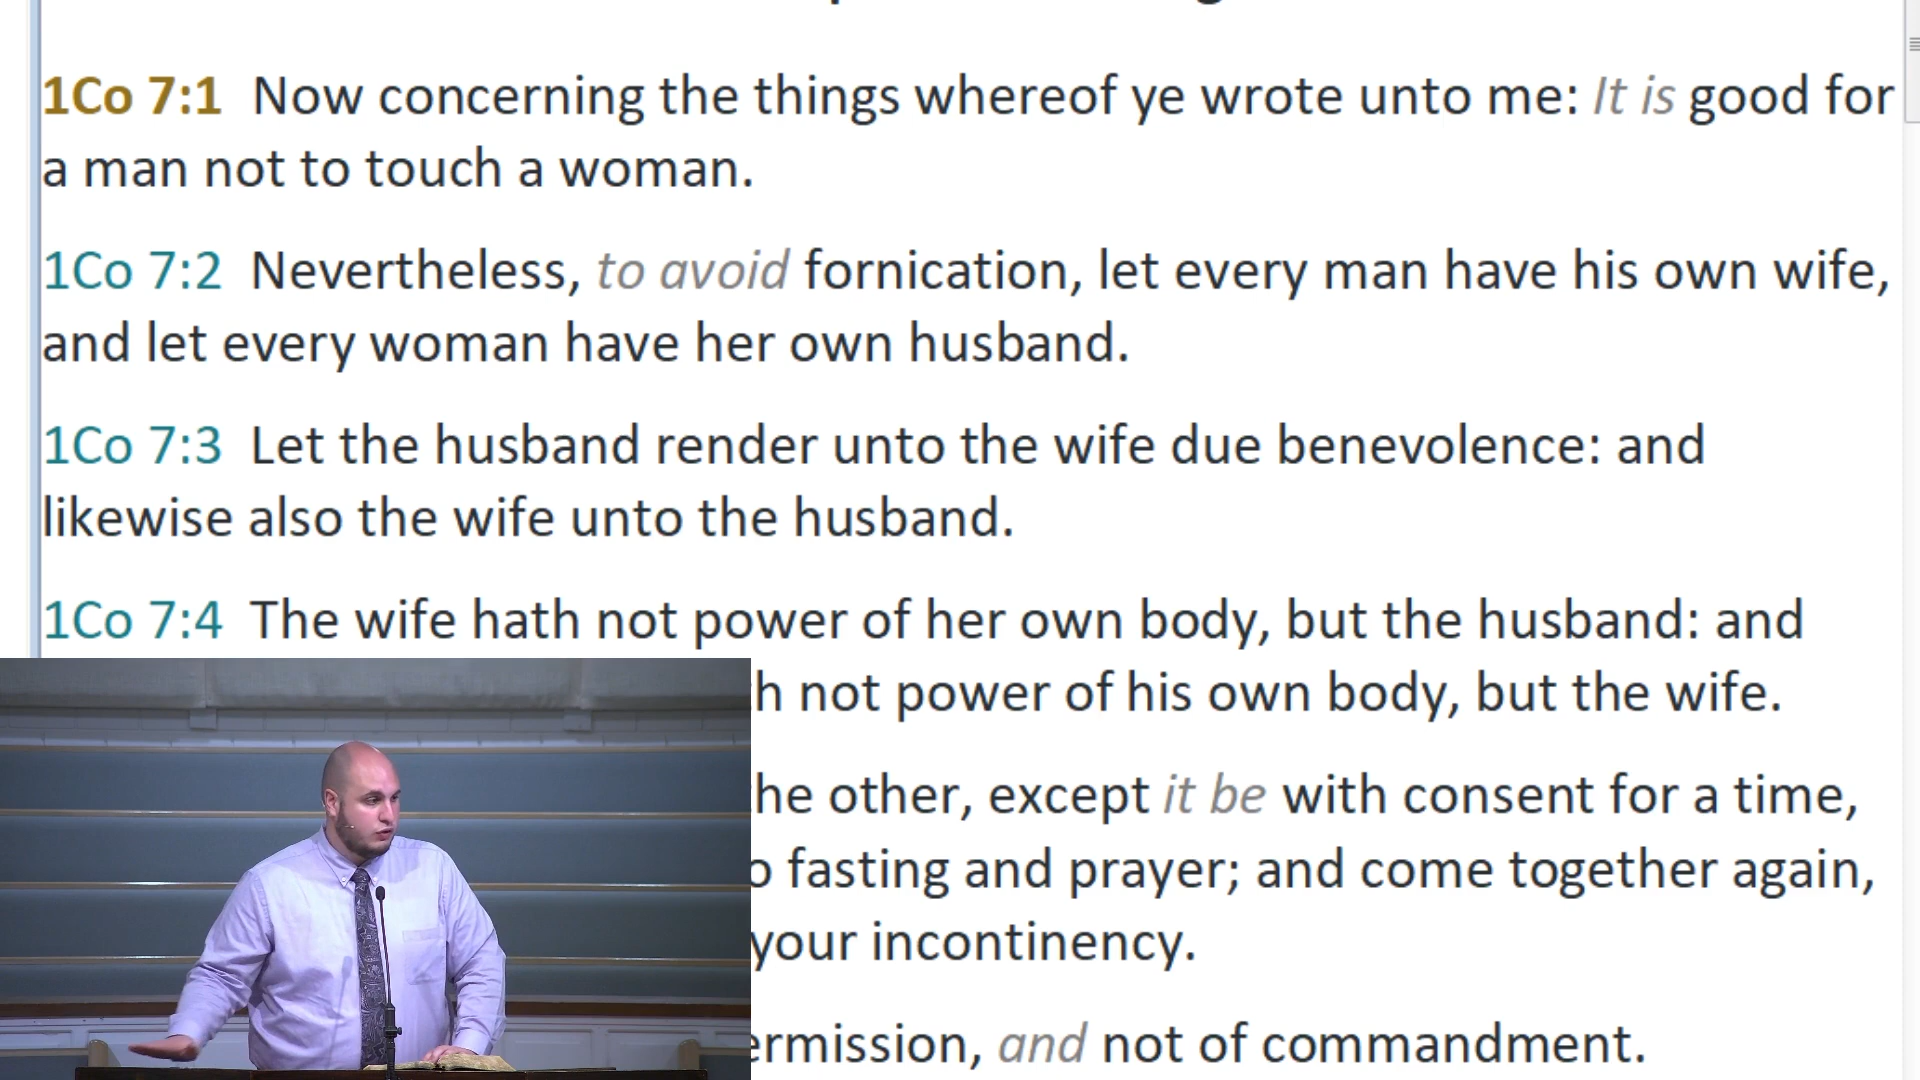 1Co 7:1 Now concerning the things whereof ye wrote unto me: It is good for
a man not to touch a woman.
1Co 7:2 Nevertheless, to avoid fornication, let every man have his own wife,
and let every woman have her own husband.
1Co 7:3 Let the husband render unto the wife due benevolence: and
likewise also the wife unto the husband.
1Co 7:4 The wife hath not power of her own body, but the husband: and
h not power of his own body, but the wife.
he other, except it be with consent for a time,
o fasting and prayer; and come together again,
your incontinency.
ermission, and not of commandment.